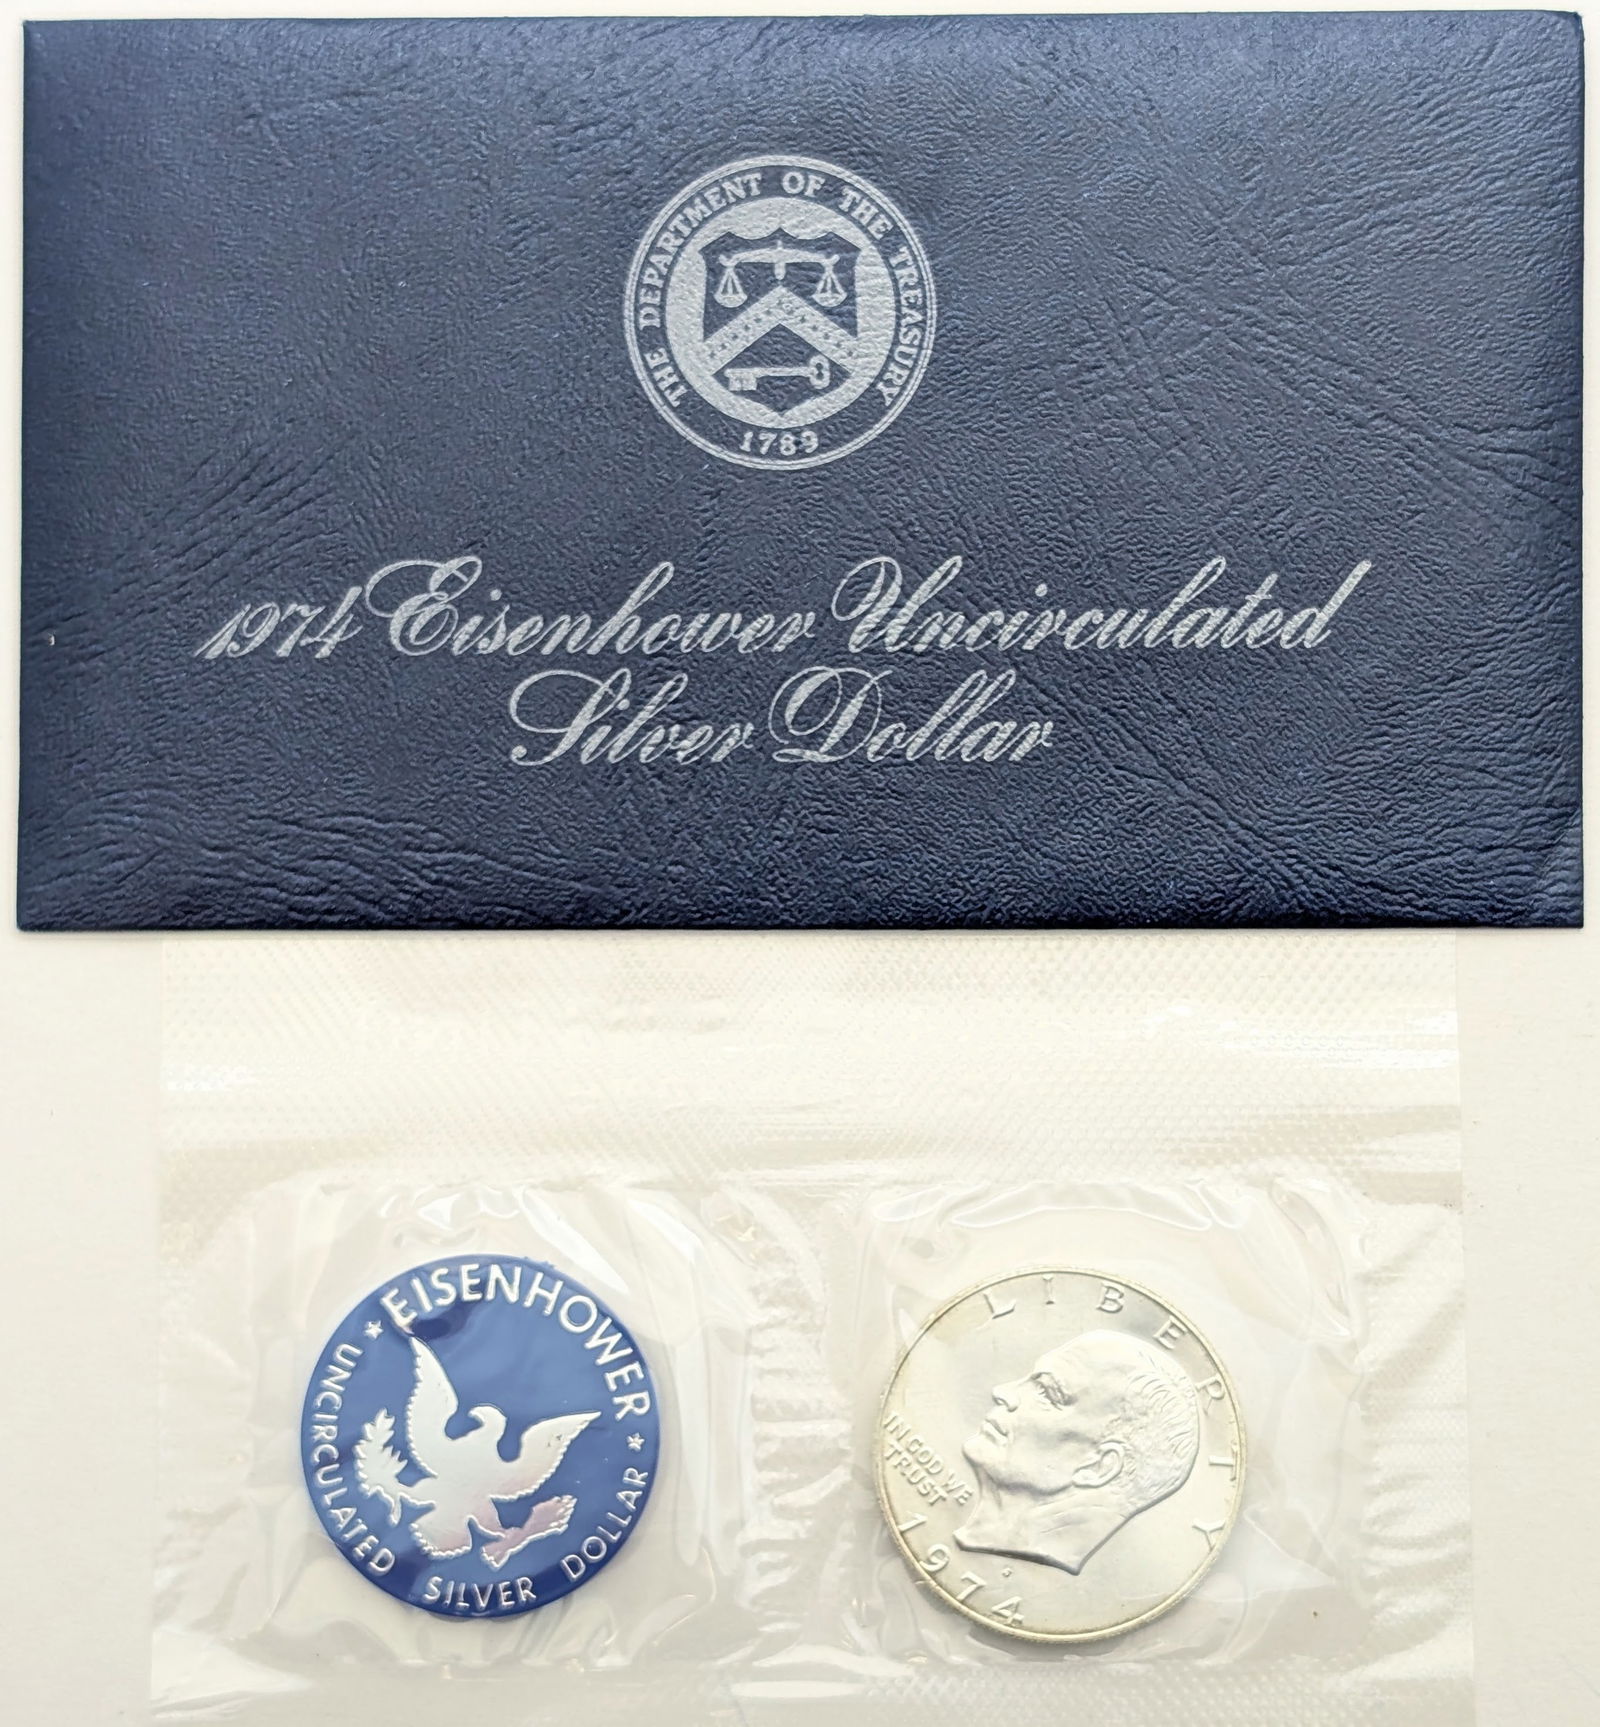 THE DEPARTMENT OF THE TREASURY
1789
1974 Eisenhower Uncirculated
Silver Dollar
EISENHOWER
UNCIRCULATED SILVER DOLLAR
LIBERTY
IN GOD WE
TRUST
S
1974